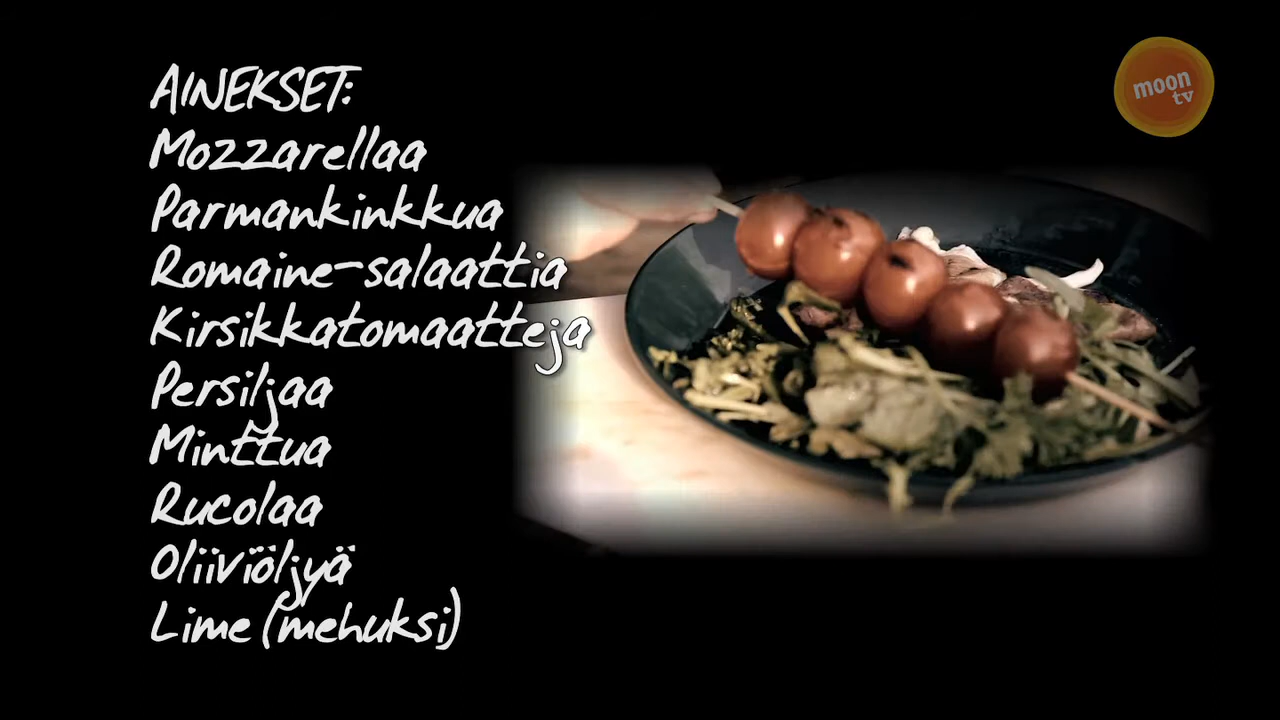 AINEKSET:
Mozzarellaa
Parmankinkkua
Romaine-salaattia
Kirsikkatomaatteja
Persiljaa
Minttua
Rucolaa
Oliiviöljyä
Lime (mehuksi)
moon
tv